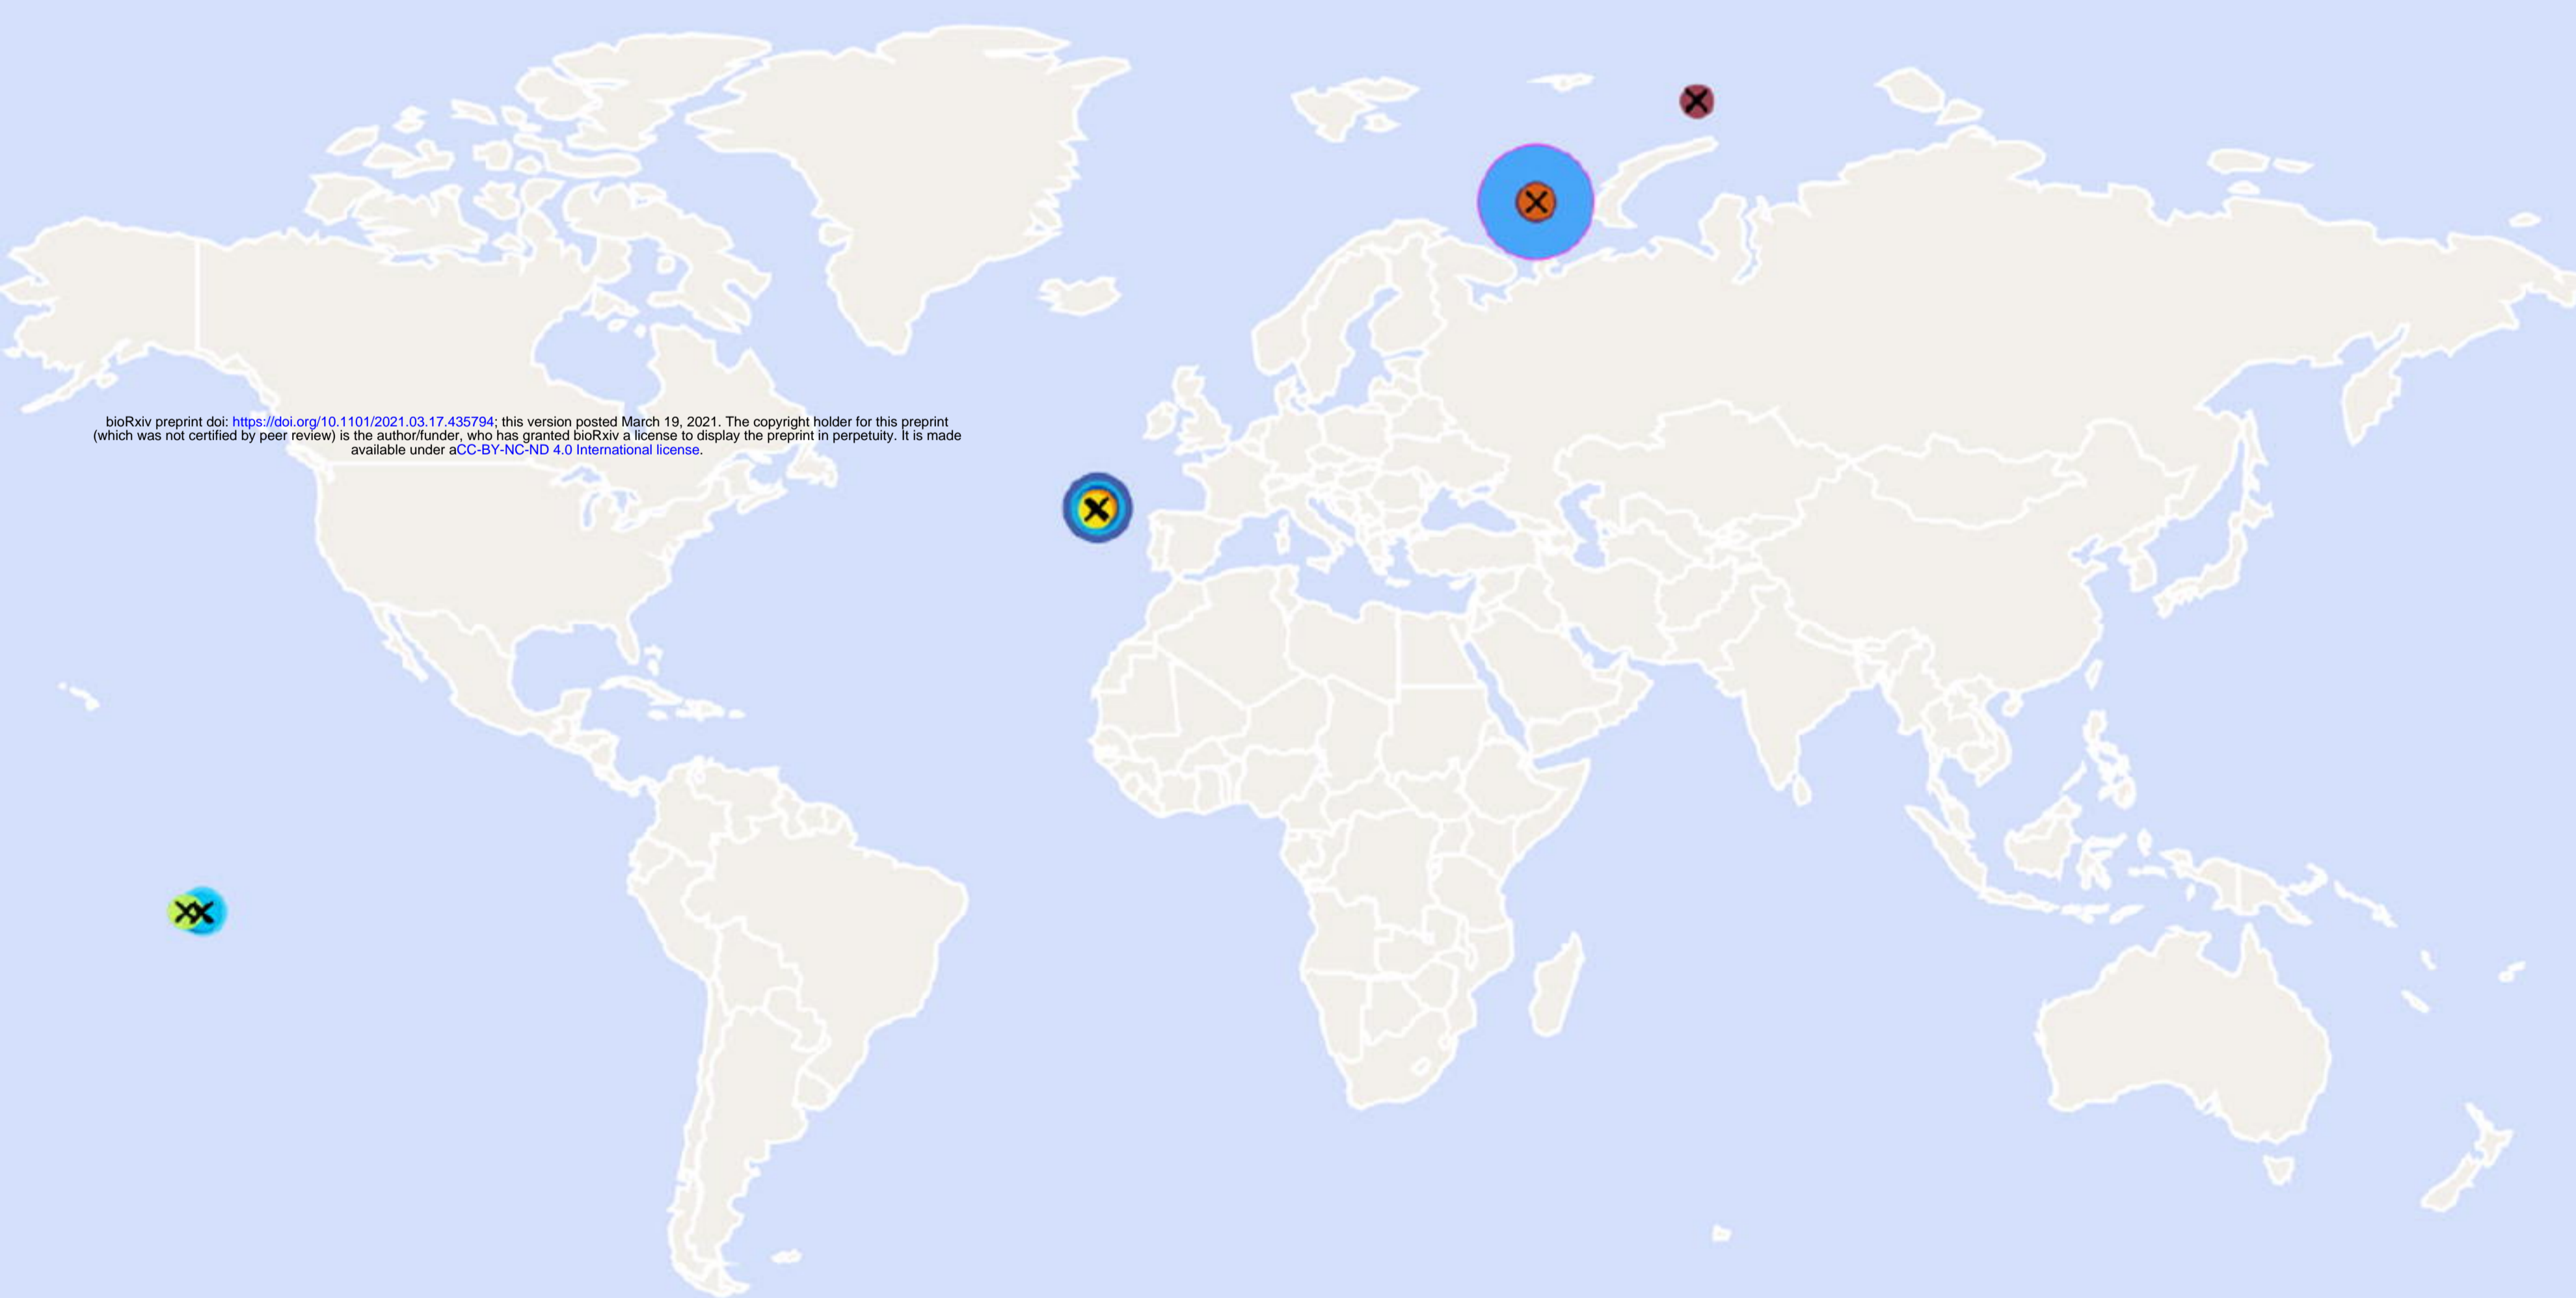 bioRxiv preprint doi: https://doi.org/10.1101/2021.03.17.435794; this version posted March 19, 2021. The copyright holder for this preprint
(which was not certified by peer review) is the author/funder, who has granted bioRxiv a license to display the preprint in perpetuity. It is made
available under aCC-BY-NC-ND 4.0 International license.